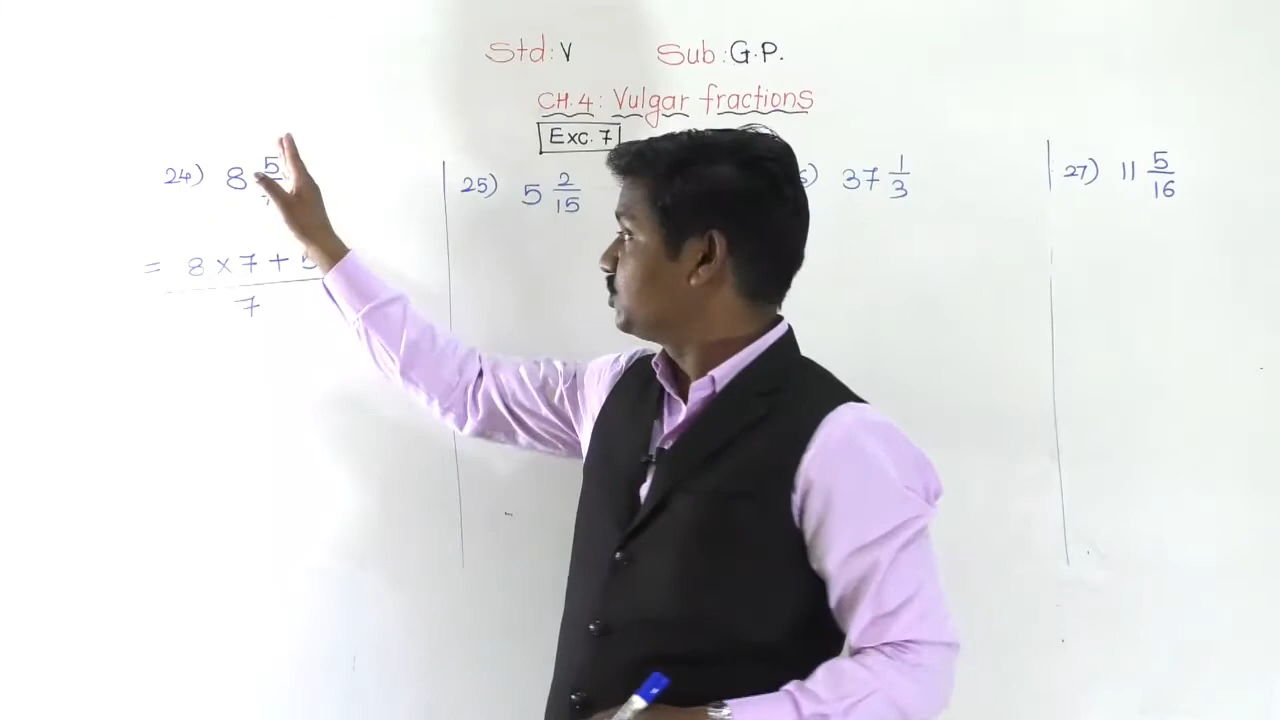 Std: V Sub: G.P.
CH.4: Vulgar fractions
Exc. 7
24) 8 5/
25) 5 2/15
) 37 1/3
27) 11 5/16
= 8 × 7 + 5
7